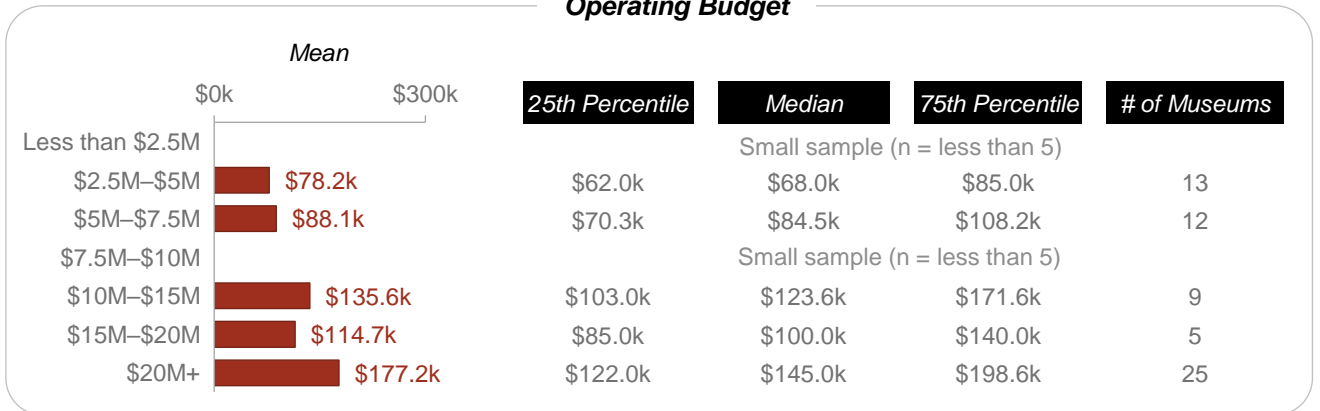 Operating Budget
Mean
$0k $300k 25th Percentile Median 75th Percentile # of Museums
Less than $2.5M Small sample (n = less than 5)
$2.5M–$5M $78.2k $62.0k $68.0k $85.0k 13
$5M–$7.5M $88.1k $70.3k $84.5k $108.2k 12
$7.5M–$10M Small sample (n = less than 5)
$10M–$15M $135.6k $103.0k $123.6k $171.6k 9
$15M–$20M $114.7k $85.0k $100.0k $140.0k 5
$20M+ $177.2k $122.0k $145.0k $198.6k 25